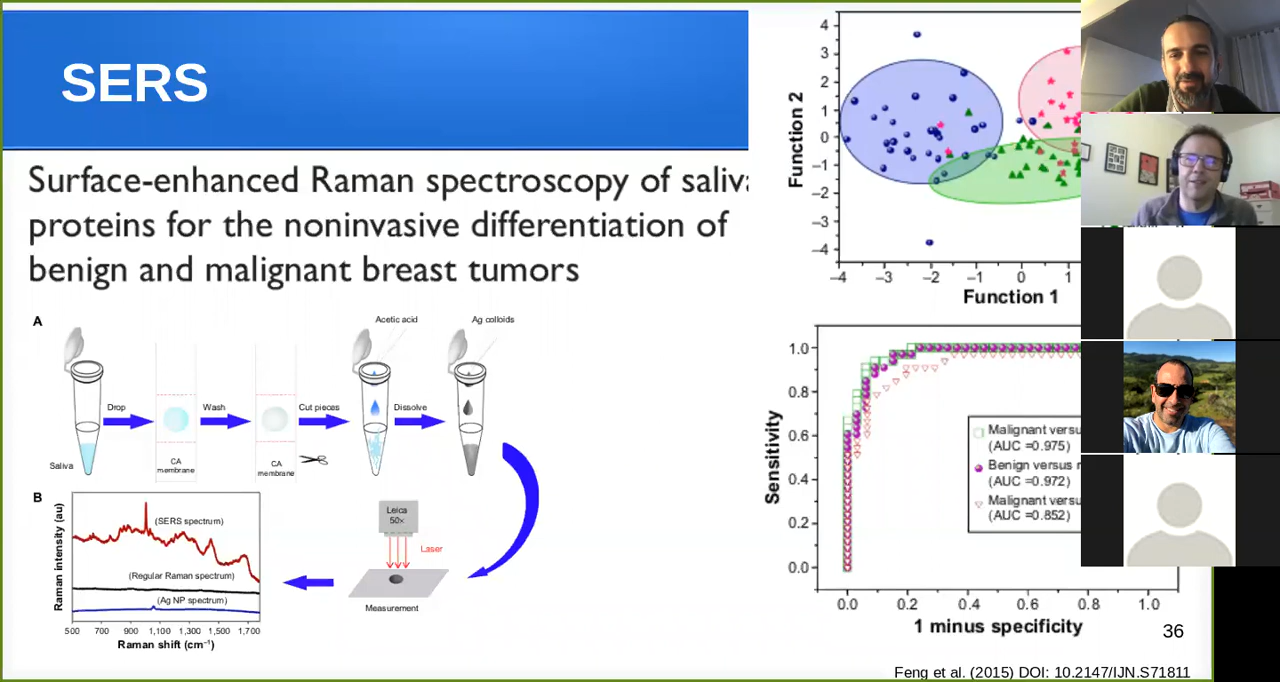 SERS
Surface-enhanced Raman spectroscopy of saliva
proteins for the noninvasive differentiation of
benign and malignant breast tumors
A
Acetic acid
Ag colloids
Drop
Wash
Cut pieces
Dissolve
Saliva
CA
membrane
CA
membrane
B
Raman intensity (au)
(SERS spectrum)
(Regular Raman spectrum)
(Ag NP spectrum)
500 700 900 1,100 1,300 1,500 1,700
Raman shift (cm⁻¹)
Leica
50×
Laser
Measurement
Function 2
4
3
2
1
0
−1
−2
−3
−4
−4 −3 −2 −1 0 1
Function 1
Sensitivity
1.0
0.8
0.6
0.4
0.2
0.0
Malignant versu
(AUC =0.975)
Benign versus
(AUC =0.972)
Malignant versu
(AUC =0.852)
0.0 0.2 0.4 0.6 0.8 1.0
1 minus specificity
36
Feng et al. (2015) DOI: 10.2147/IJN.S71811